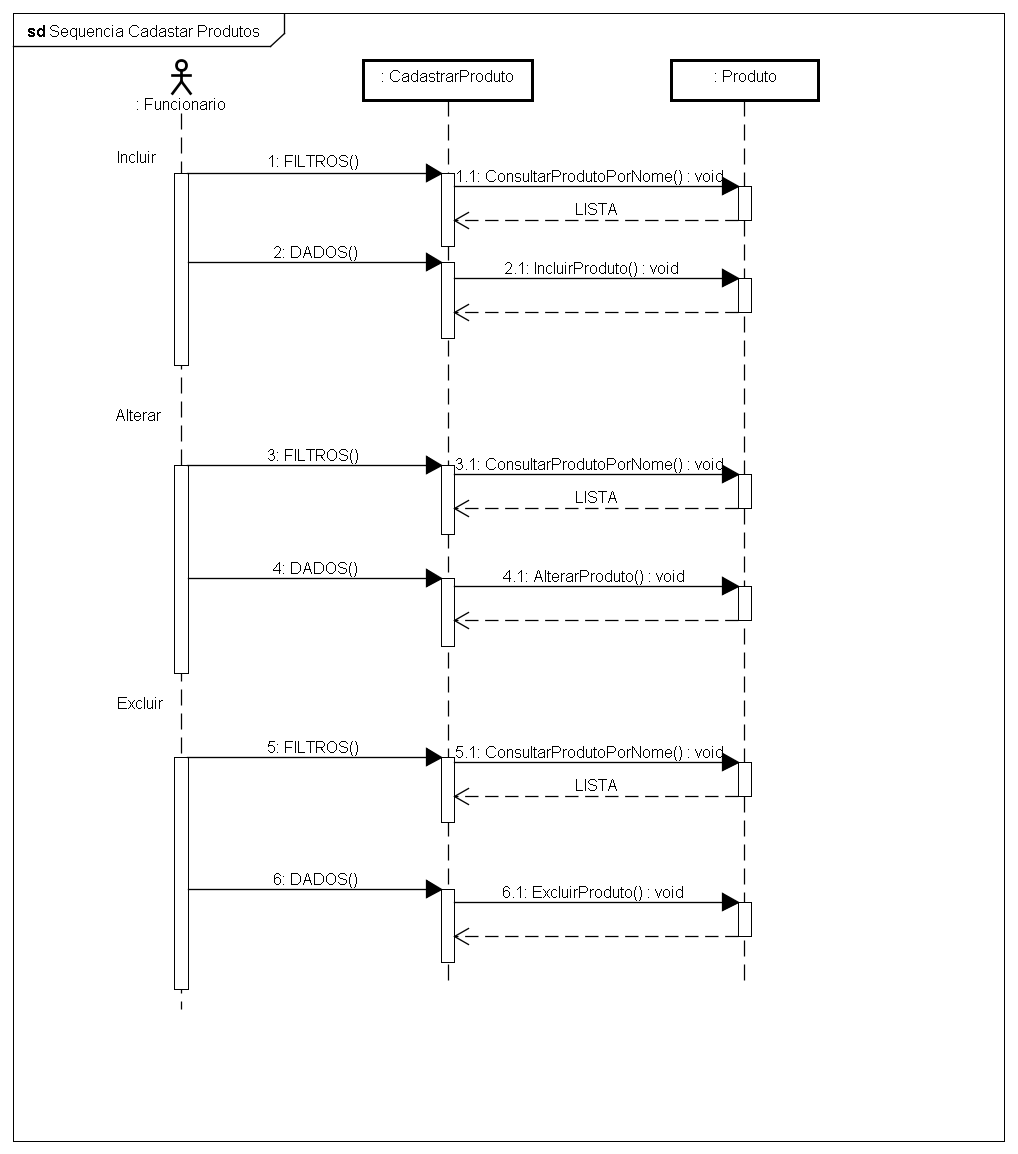 sd Sequencia Cadastar Produtos
: Funcionario
: CadastrarProduto
: Produto
Incluir
1: FILTROS()
1.1: ConsultarProdutoPorNome() : void
LISTA
2: DADOS()
2.1: IncluirProduto() : void
Alterar
3: FILTROS()
3.1: ConsultarProdutoPorNome() : void
LISTA
4: DADOS()
4.1: AlterarProduto() : void
Excluir
5: FILTROS()
5.1: ConsultarProdutoPorNome() : void
LISTA
6: DADOS()
6.1: ExcluirProduto() : void